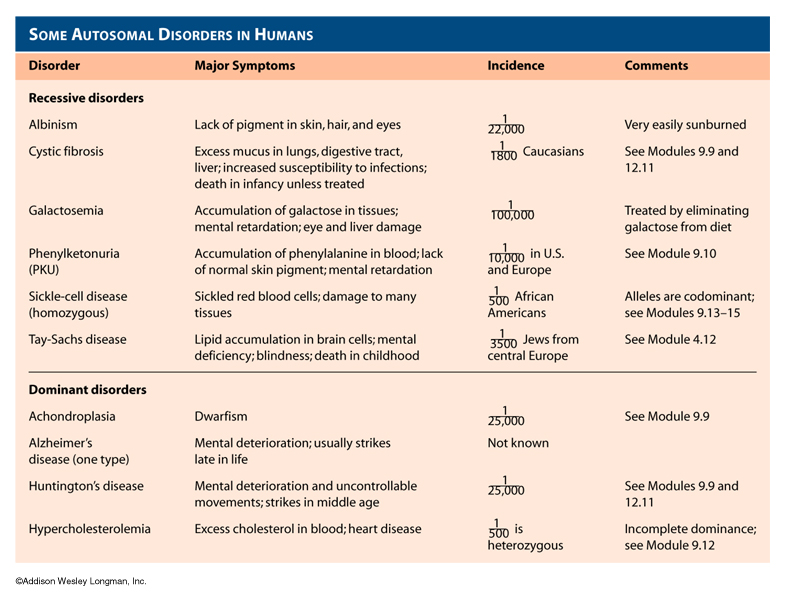 SOME AUTOSOMAL DISORDERS IN HUMANS
Disorder Major Symptoms Incidence Comments
Recessive disorders
Albinism Lack of pigment in skin, hair, and eyes 1/22,000 Very easily sunburned
Cystic fibrosis Excess mucus in lungs, digestive tract, 1/1800 Caucasians See Modules 9.9 and
liver; increased susceptibility to infections; 12.11
death in infancy unless treated
Galactosemia Accumulation of galactose in tissues; 1/100,000 Treated by eliminating
mental retardation; eye and liver damage galactose from diet
Phenylketonuria Accumulation of phenylalanine in blood; lack 1/10,000 in U.S. See Module 9.10
(PKU) of normal skin pigment; mental retardation and Europe
Sickle-cell disease Sickled red blood cells; damage to many 1/500 African Alleles are codominant;
(homozygous) tissues Americans see Modules 9.13–15
Tay-Sachs disease Lipid accumulation in brain cells; mental 1/3500 Jews from See Module 4.12
deficiency; blindness; death in childhood central Europe
Dominant disorders
Achondroplasia Dwarfism 1/25,000 See Module 9.9
Alzheimer's Mental deterioration; usually strikes Not known
disease (one type) late in life
Huntington's disease Mental deterioration and uncontrollable 1/25,000 See Modules 9.9 and
movements; strikes in middle age 12.11
Hypercholesterolemia Excess cholesterol in blood; heart disease 1/500 is Incomplete dominance;
heterozygous see Module 9.12
©Addison Wesley Longman, Inc.